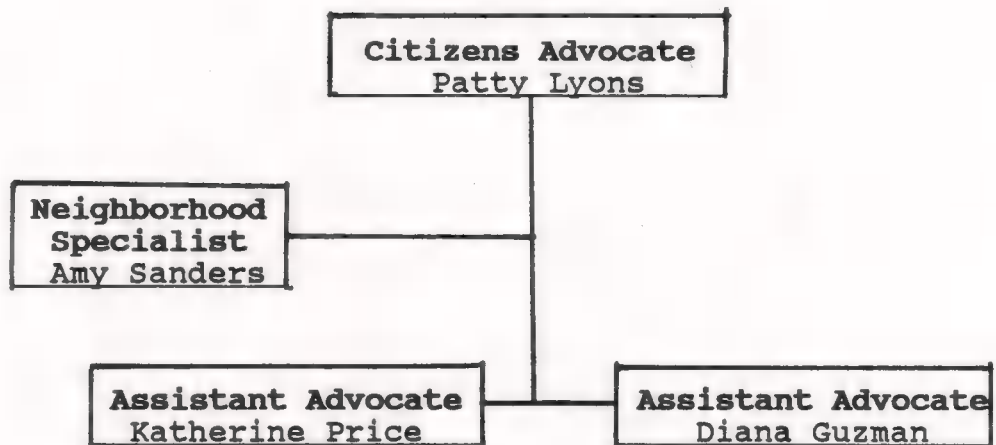 Citizens Advocate
Patty Lyons
Neighborhood
Specialist
Amy Sanders
Assistant Advocate
Katherine Price
Assistant Advocate
Diana Guzman